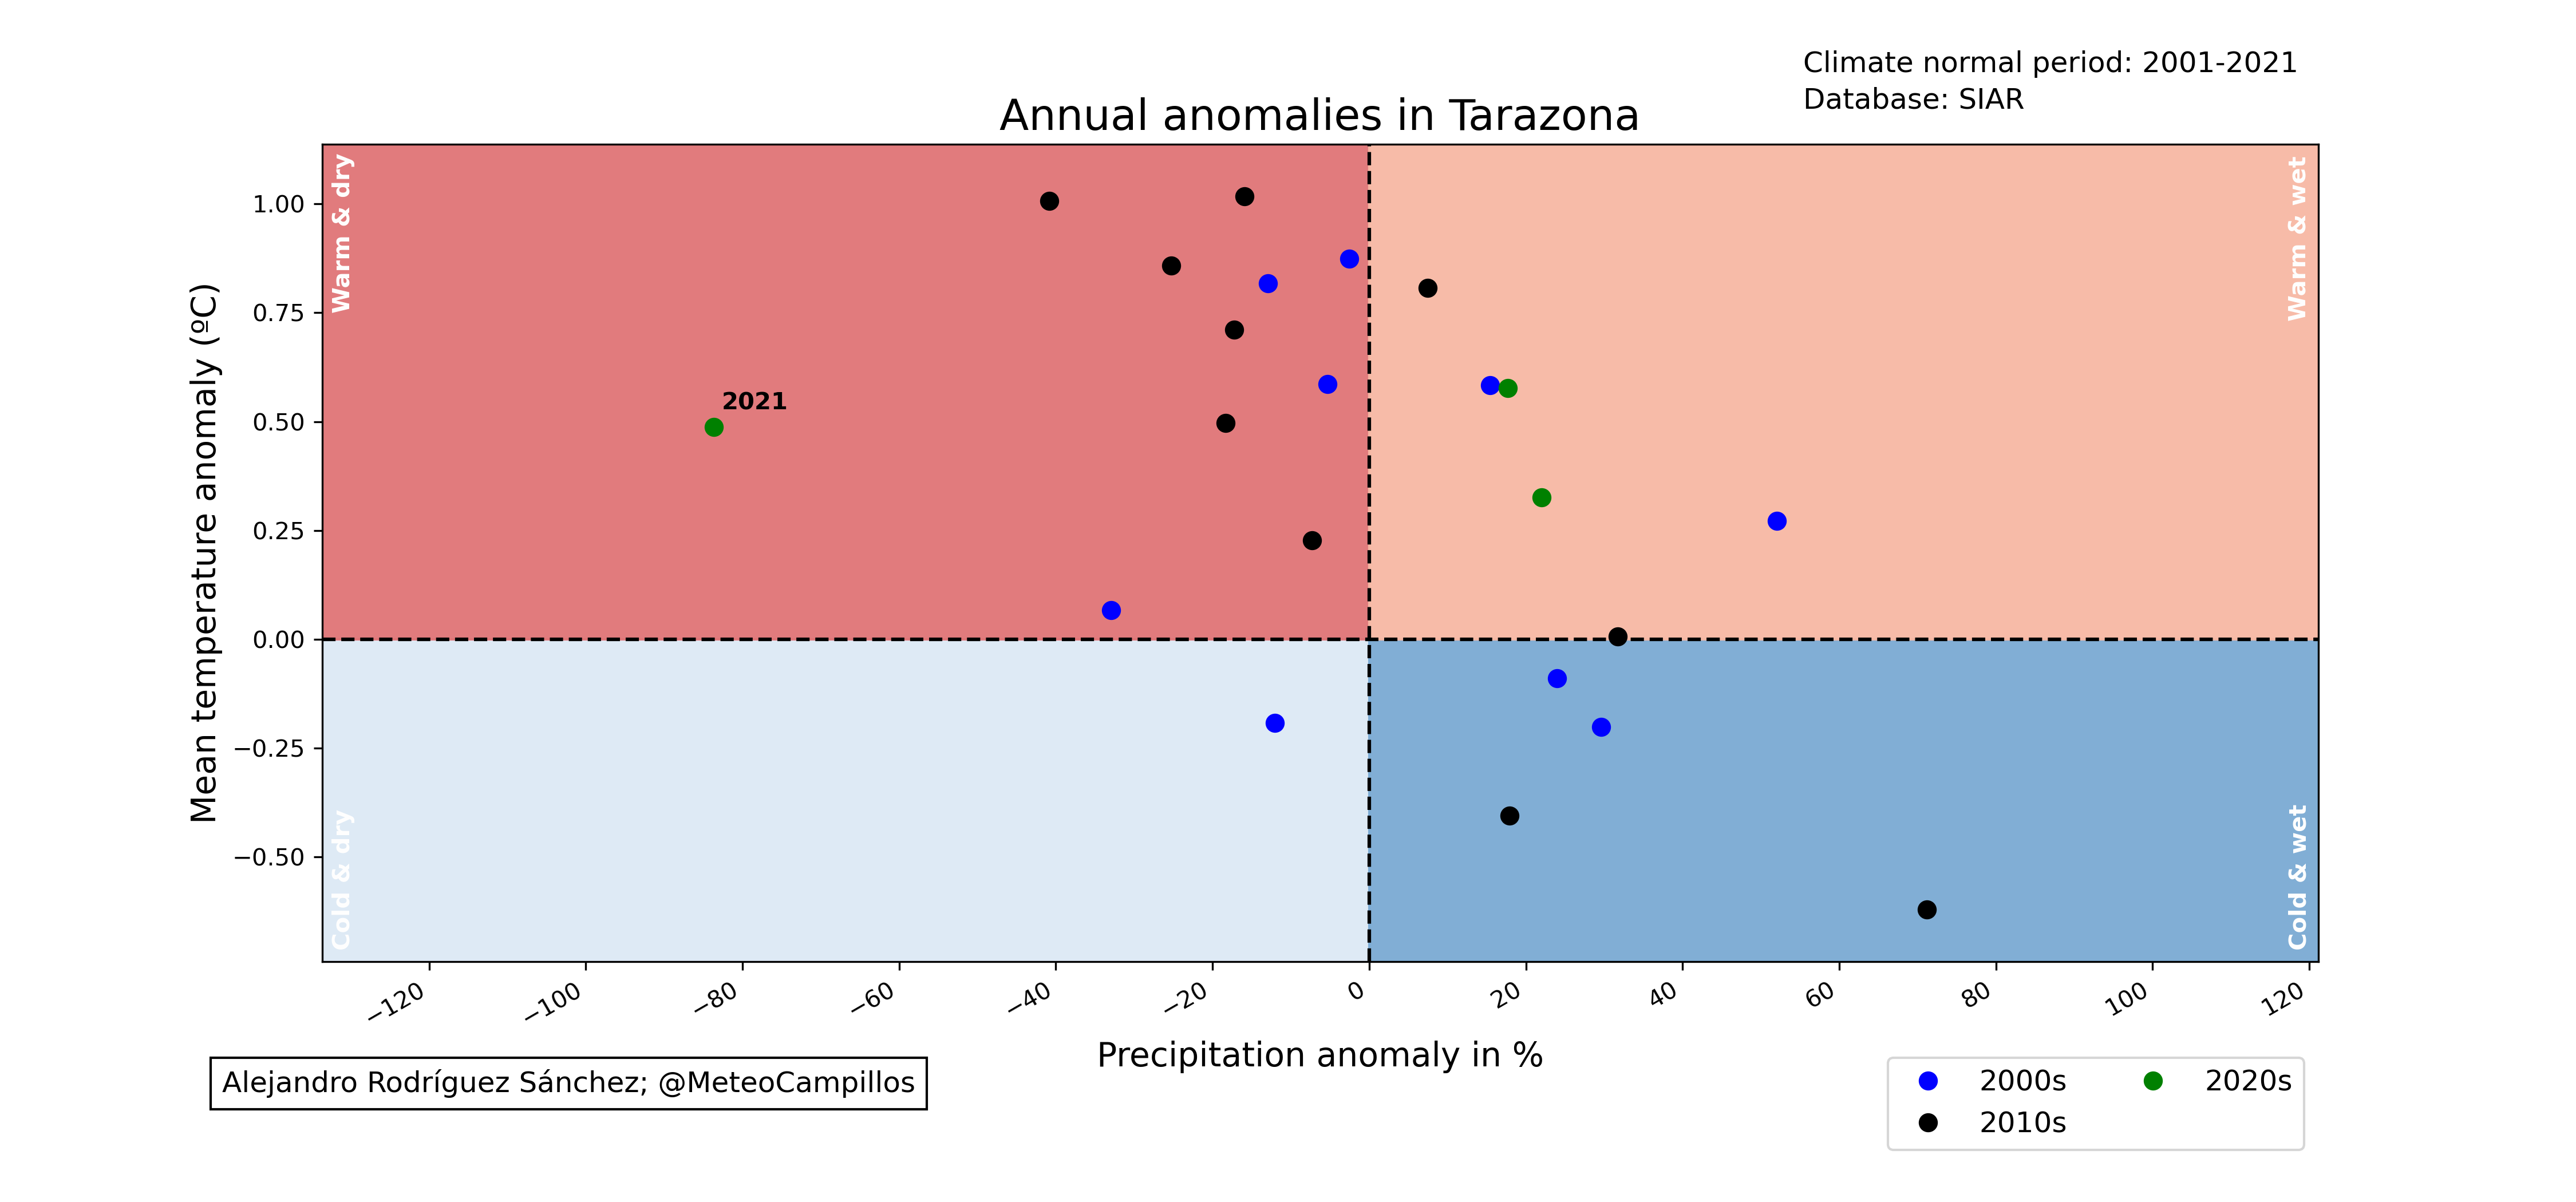 Climate normal period: 2001-2021
Database: SIAR
Annual anomalies in Tarazona
Warm & dry
Warm & wet
Cold & dry
Cold & wet
2021
Mean temperature anomaly (ºC)
1.00
0.75
0.50
0.25
0.00
−0.25
−0.50
−120
−100
−80
−60
−40
−20
0
20
40
60
80
100
120
Precipitation anomaly in %
Alejandro Rodríguez Sánchez; @MeteoCampillos
2000s
2010s
2020s